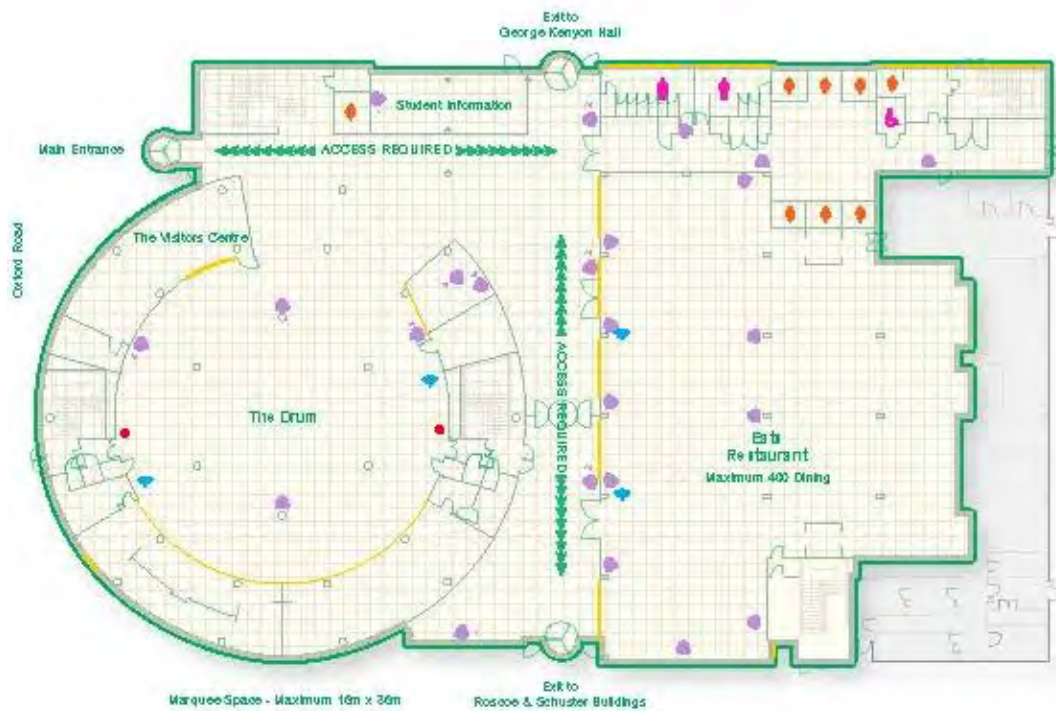 Exit to
George Kenyon Hall
Student Information
Main Entrance
ACCESS REQUIRED
Oxford Road
The Visitors Centre
ACCESS REQUIRED
The Drum
Restaurant
Maximum 400 Dining
Marquee Space - Maximum 16m x 36m
Exit to
Roscoe & Schuster Buildings